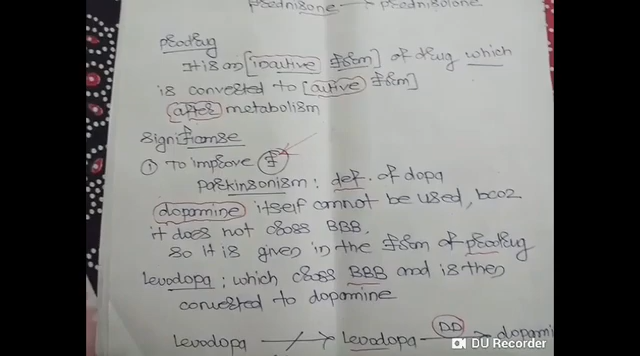 prednisone → prednisolone
prodrug
It is an [inactive form] of drug which
is converted to [active form]
after metabolism
significanse
① To improve F
parkinsonism: def. of dopa
dopamine itself cannot be used, bcoz
it does not cross BBB.
so it is given in the form of prodrug
Levodopa; which cross BBB and is then
converted to dopamine
Levodopa → Levodopa DD → dopami
DU Recorder